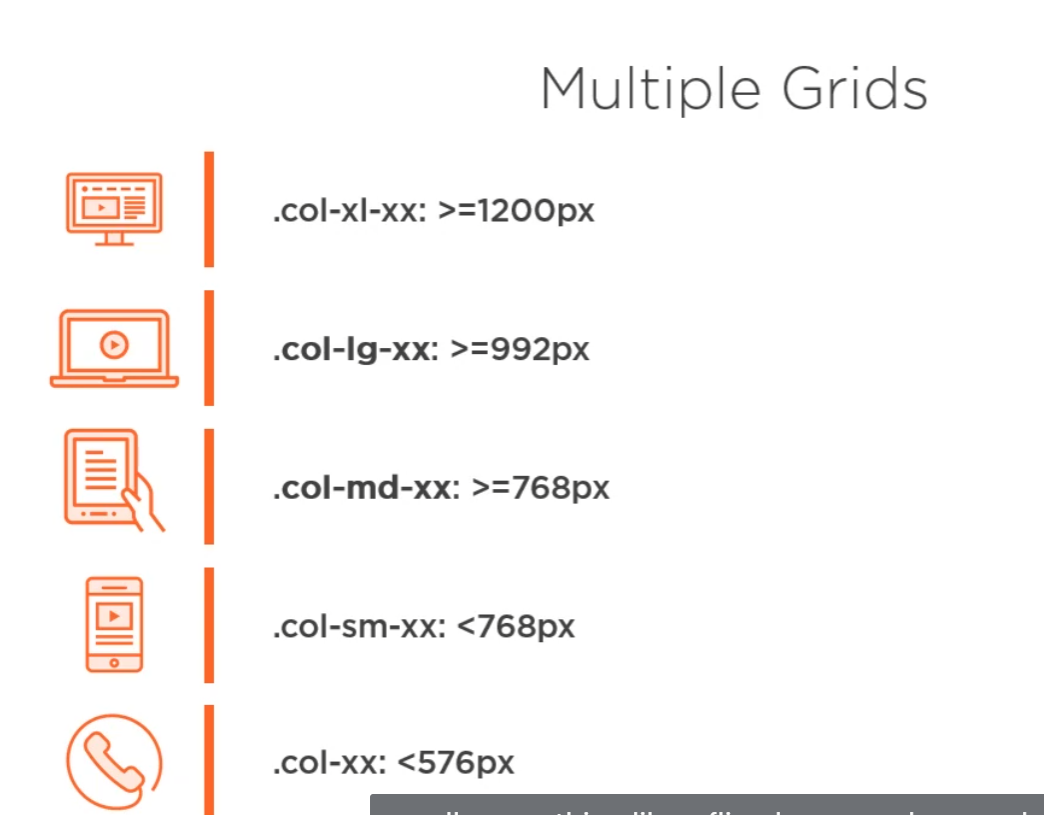 Multiple Grids
.col-xl-xx: >=1200px
.col-lg-xx: >=992px
.col-md-xx: >=768px
.col-sm-xx: <768px
.col-xx: <576px